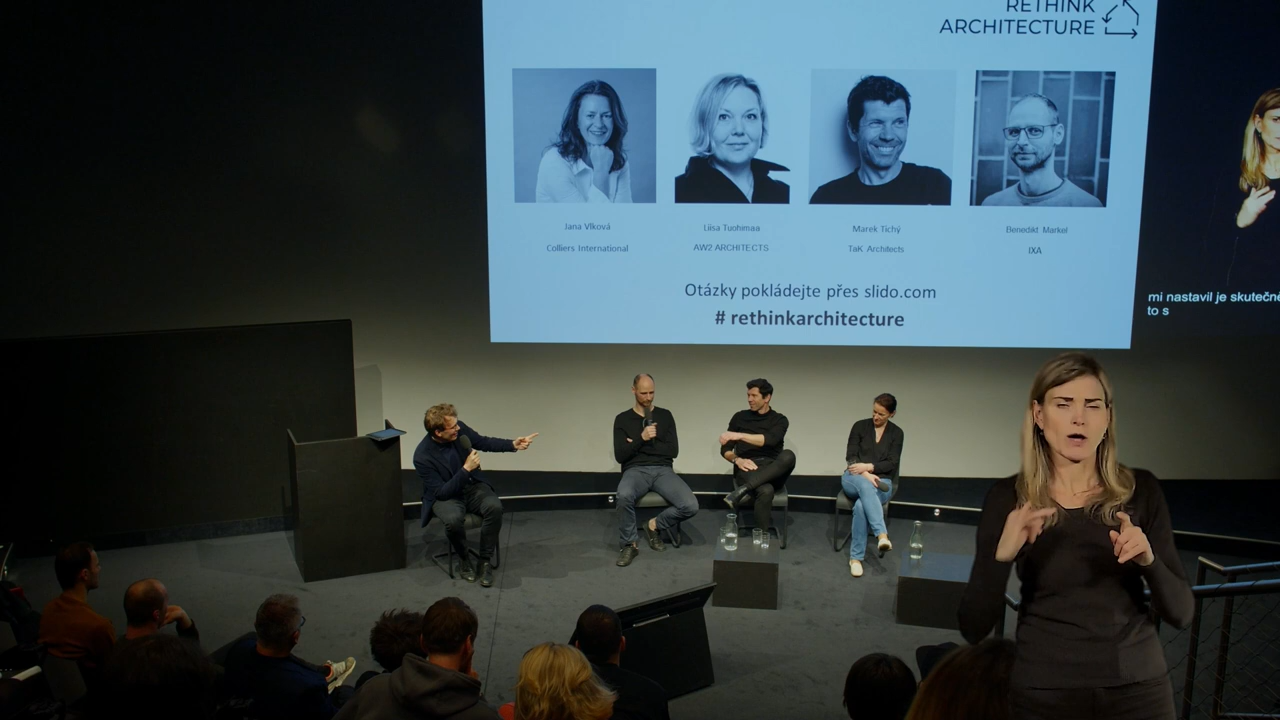 RETHINK
ARCHITECTURE
Jana Vlková
Colliers International
Liisa Tuohimaa
AW2 ARCHITECTS
Marek Tichý
TaK Architects
Benedikt Markel
IXA
Otázky pokládejte přes slido.com
# rethinkarchitecture
mi nastavil je skutečně
to s